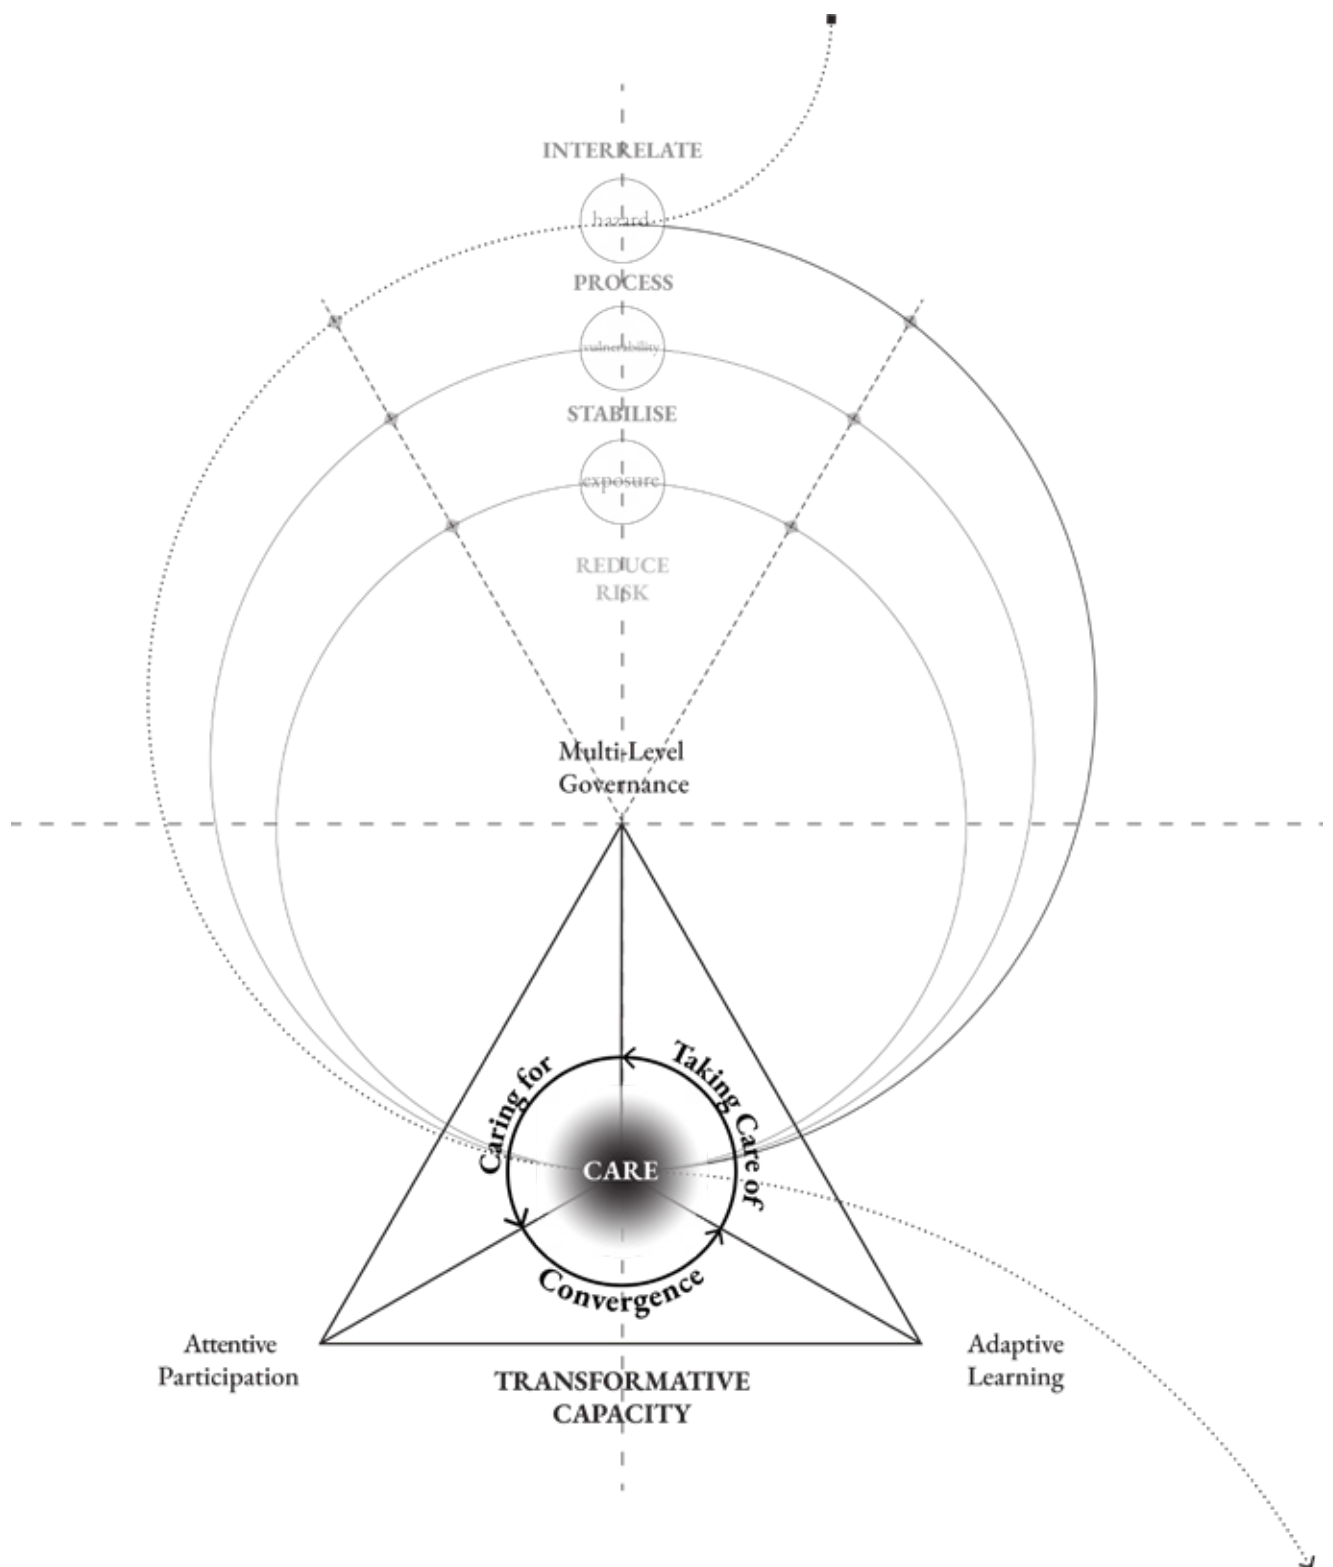 INTERRELATE
hazard
PROCESS
vulnerability
STABILISE
exposure
REDUCE
RISK
Multi-Level
Governance
Caring for
Taking Care of
CARE
Convergence
Attentive
Participation
Adaptive
Learning
TRANSFORMATIVE
CAPACITY